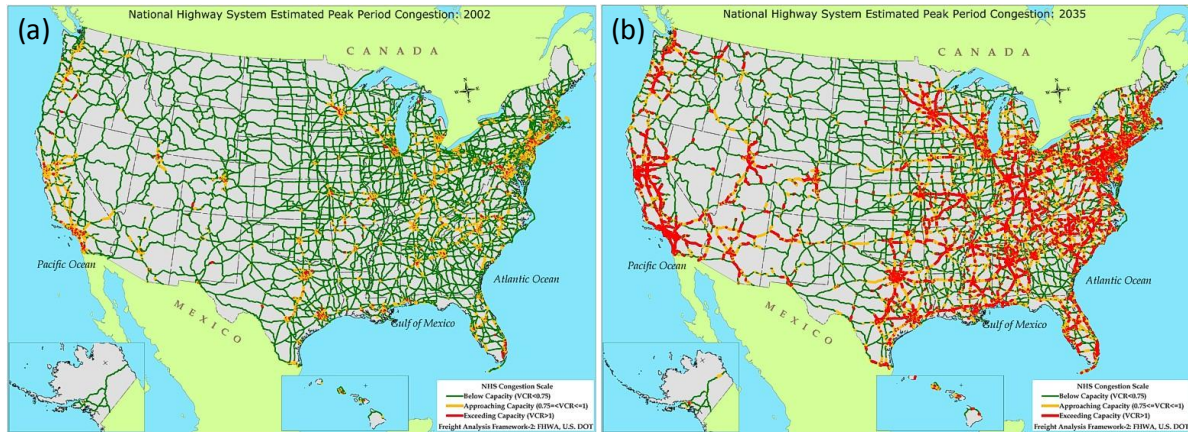 National Highway System Estimated Peak Period Congestion: 2002
(a)
CANADA
N
Pacific Ocean
Atlantic Ocean
MEXICO
Gulf of Mexico
NHS Congestion Scale
Below Capacity (VCR<0.75)
Approaching Capacity (0.75=<VCR<=1)
Exceeding Capacity (VCR>1)
Freight Analysis Framework-2: FHWA, U.S. DOT
National Highway System Estimated Peak Period Congestion: 2035
(b)
CANADA
N
Pacific Ocean
Atlantic Ocean
MEXICO
Gulf of Mexico
NHS Congestion Scale
Below Capacity (VCR<0.75)
Approaching Capacity (0.75=<VCR<=1)
Exceeding Capacity (VCR>1)
Freight Analysis Framework-2: FHWA, U.S. DOT